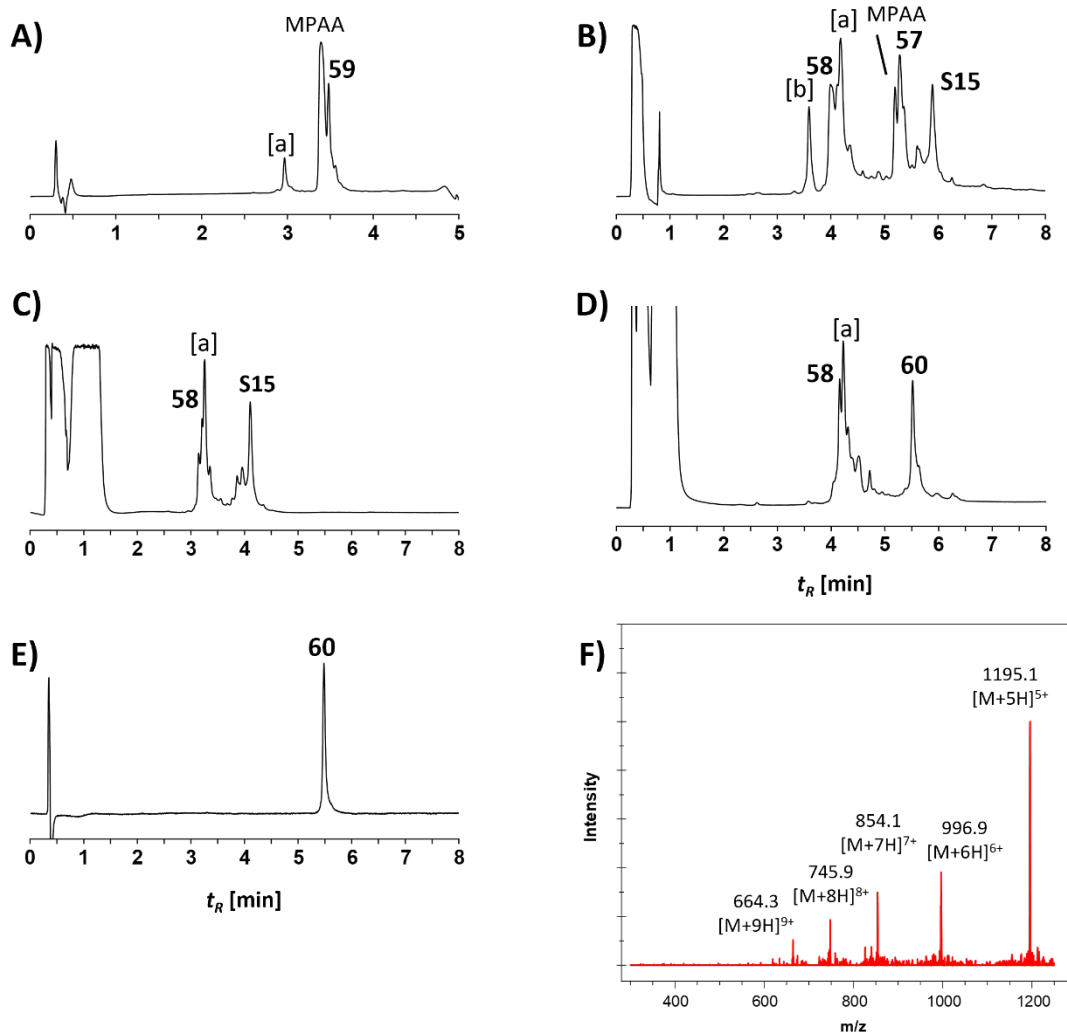 A)
MPAA
59
[a]
0 1 2 3 4 5
B)
MPAA
[a]
57
58
S15
[b]
0 1 2 3 4 5 6 7 8
C)
[a]
58
S15
0 1 2 3 4 5 6 7 8
D)
[a]
58
60
0 1 2 3 4 5 6 7 8
tR [min]
E)
60
0 1 2 3 4 5 6 7 8
tR [min]
F)
1195.1
[M+5H]5+
854.1
[M+7H]7+
996.9
[M+6H]6+
745.9
[M+8H]8+
664.3
[M+9H]9+
Intensity
400 600 800 1000 1200
m/z